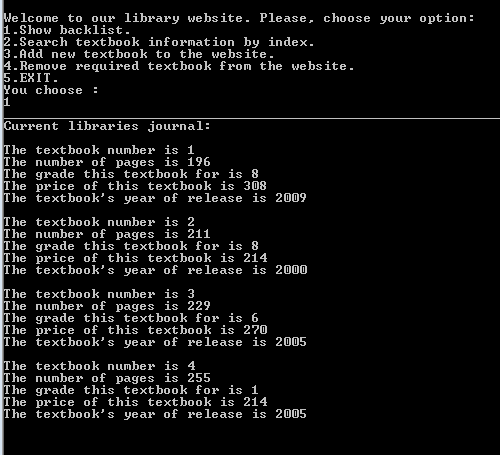 Welcome to our library website. Please, choose your option:
1.Show backlist.
2.Search textbook information by index.
3.Add new textbook to the website.
4.Remove required textbook from the website.
5.EXIT.
You choose :
1
Current libraries journal:
The textbook number is 1
The number of pages is 196
The grade this textbook for is 8
The price of this textbook is 308
The textbook's year of release is 2009
The textbook number is 2
The number of pages is 211
The grade this textbook for is 8
The price of this textbook is 214
The textbook's year of release is 2000
The textbook number is 3
The number of pages is 229
The grade this textbook for is 6
The price of this textbook is 270
The textbook's year of release is 2005
The textbook number is 4
The number of pages is 255
The grade this textbook for is 1
The price of this textbook is 214
The textbook's year of release is 2005